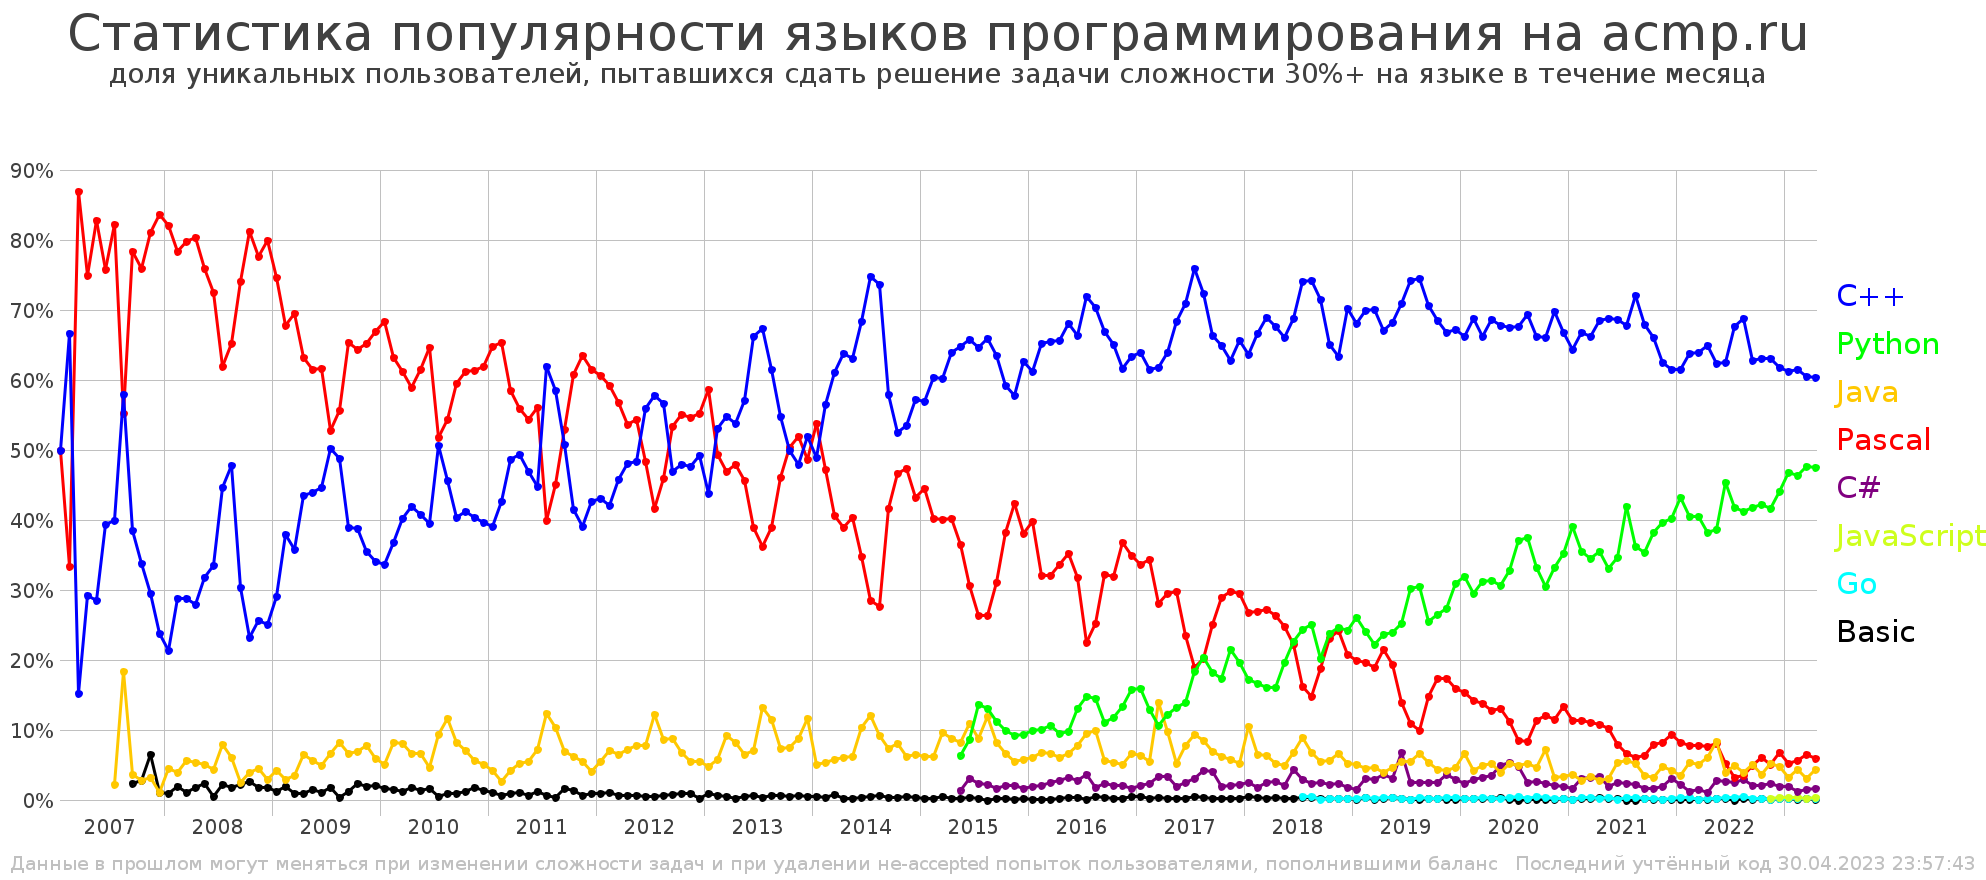 Статистика популярности языков программирования на acmp.ru
доля уникальных пользователей, пытавшихся сдать решение задачи сложности 30%+ на языке в течение месяца
90%
80%
70%
60%
50%
40%
30%
20%
10%
0%
C++
Python
Java
Pascal
C#
JavaScript
Go
Basic
2007 2008 2009 2010 2011 2012 2013 2014 2015 2016 2017 2018 2019 2020 2021 2022
Данные в прошлом могут меняться при изменении сложности задач и при удалении не-accepted попыток пользователями, пополнившими баланс Последний учтённый код 30.04.2023 23:57:43